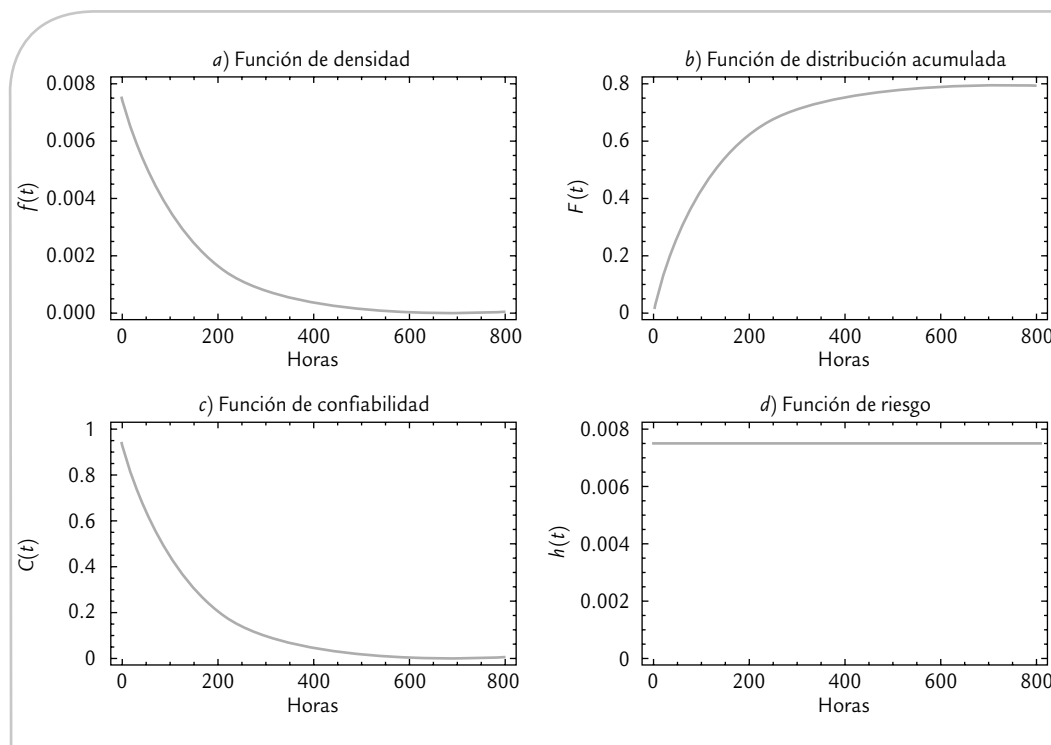 a) Función de densidad
0.008
0.006
0.004
0.002
0.000
f(t)
0 200 400 600 800
Horas
b) Función de distribución acumulada
0.8
0.6
0.4
0.2
0
F (t)
0 200 400 600 800
Horas
c) Función de confiabilidad
1
0.8
0.6
0.4
0.2
0
C(t)
0 200 400 600 800
Horas
d) Función de riesgo
0.008
0.006
0.004
0.002
0
h(t)
0 200 400 600 800
Horas